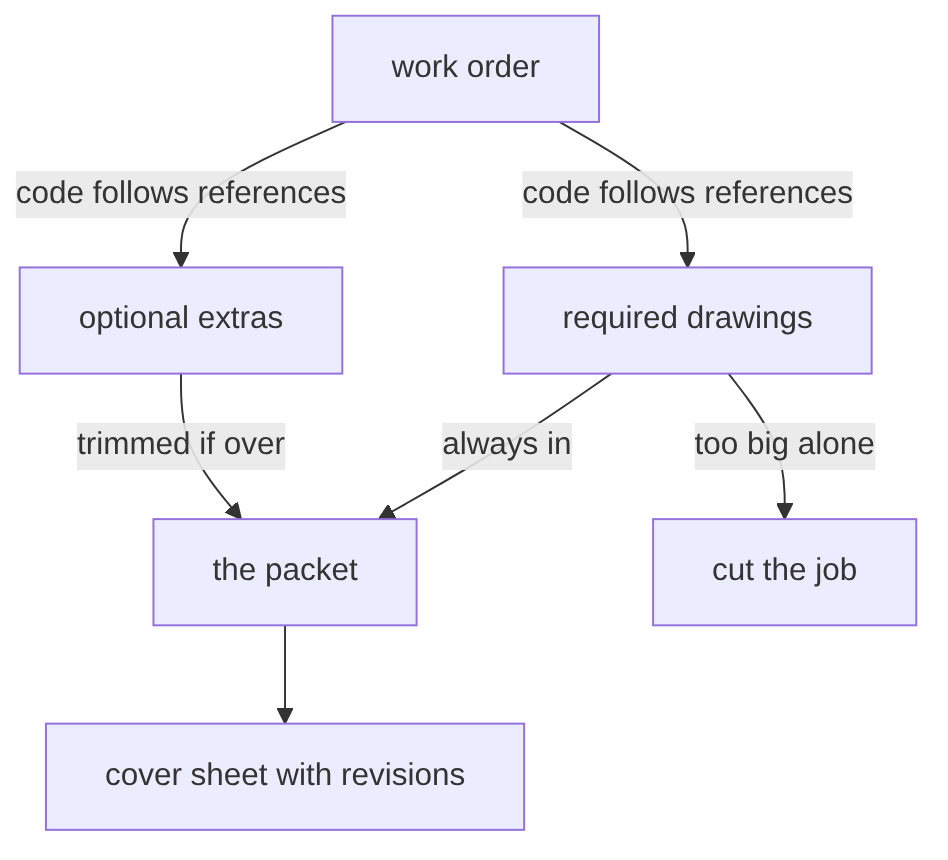 work order
code follows references
code follows references
optional extras
required drawings
trimmed if over
always in
too big alone
the packet
cut the job
cover sheet with revisions